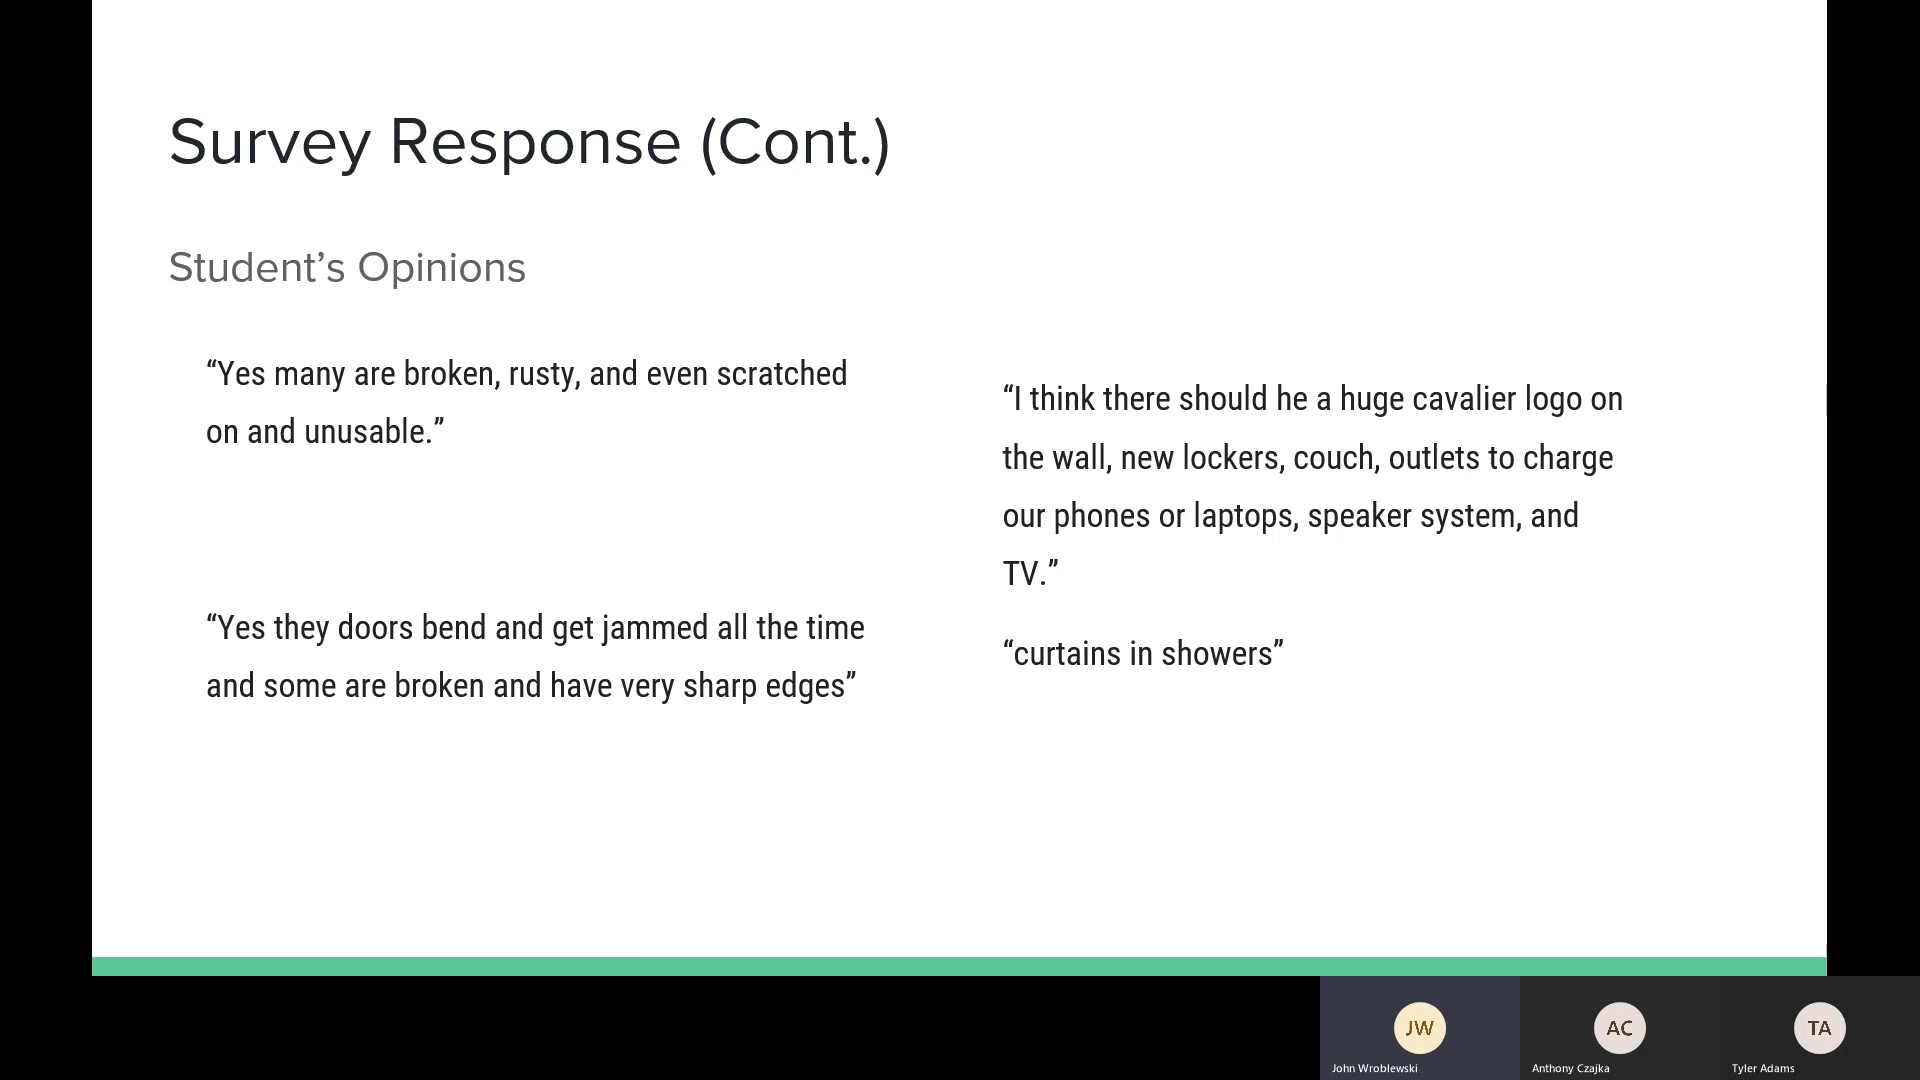 Survey Response (Cont.)
Student’s Opinions
“Yes many are broken, rusty, and even scratched
on and unusable.”
“Yes they doors bend and get jammed all the time
and some are broken and have very sharp edges”
“I think there should he a huge cavalier logo on
the wall, new lockers, couch, outlets to charge
our phones or laptops, speaker system, and
TV.”
“curtains in showers”
JW
John Wroblewski
AC
Anthony Czajka
TA
Tyler Adams